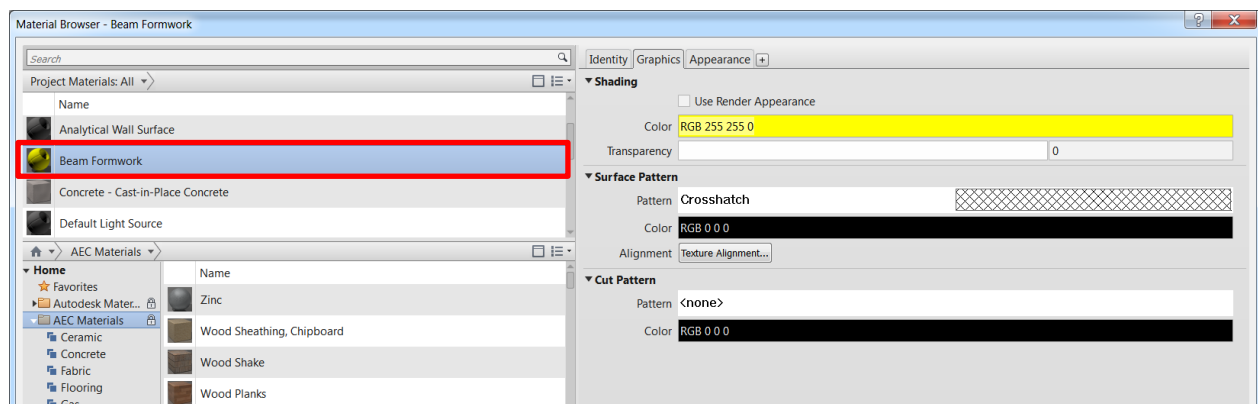 Material Browser - Beam Formwork
?
X
Search
Project Materials: All
Name
Analytical Wall Surface
Beam Formwork
Concrete - Cast-in-Place Concrete
Default Light Source
AEC Materials
Home
Favorites
Autodesk Mater...
AEC Materials
Ceramic
Concrete
Fabric
Flooring
Gas
Name
Zinc
Wood Sheathing, Chipboard
Wood Shake
Wood Planks
Identity Graphics Appearance +
Shading
Use Render Appearance
Color RGB 255 255 0
Transparency 0
Surface Pattern
Pattern Crosshatch
Color RGB 0 0 0
Alignment Texture Alignment...
Cut Pattern
Pattern <none>
Color RGB 0 0 0